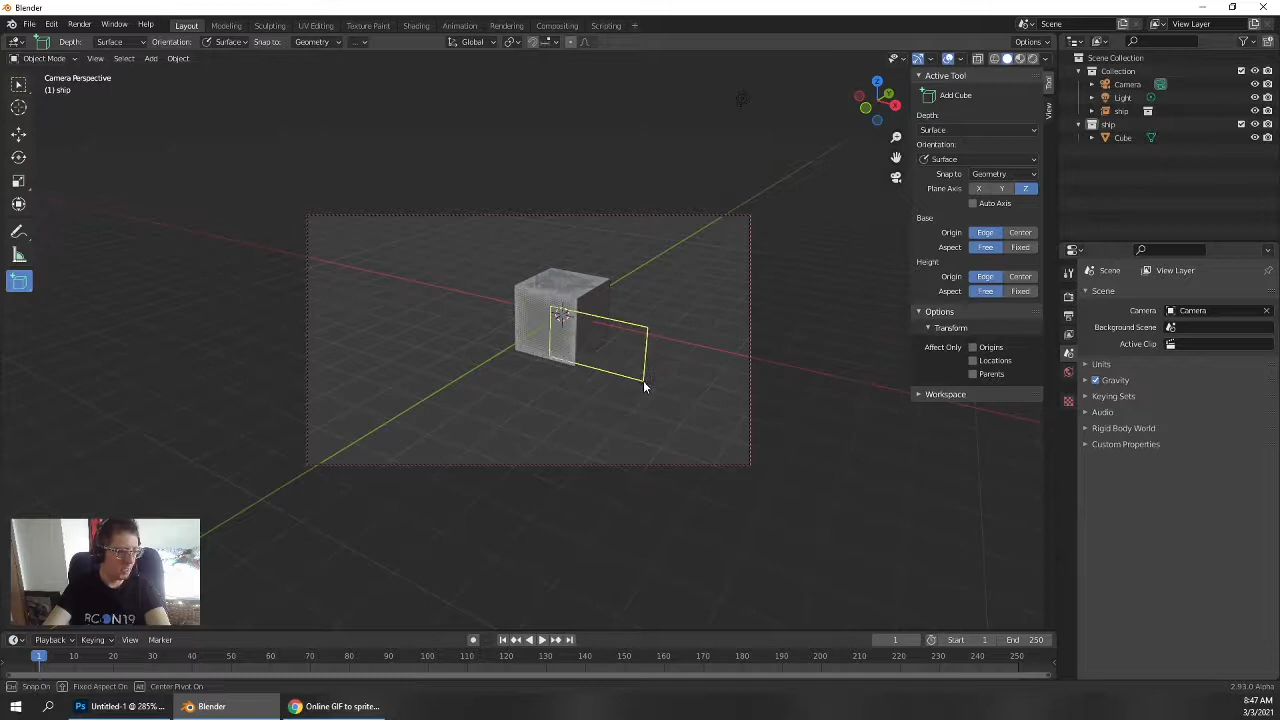 Blender
File Edit Render Window Help
Layout Modeling Sculpting UV Editing Texture Paint Shading Animation Rendering Compositing Scripting +
Scene View Layer
Depth: Surface Orientation: Surface Snap to: Geometry ... Global Options
Object Mode View Select Add Object
Camera Perspective
(1) ship
Z
Y
X
Active Tool
Add Cube
Depth:
Surface
Orientation:
Surface
Snap to Geometry
Plane Axis X Y Z
Auto Axis
Base
Origin Edge Center
Aspect Free Fixed
Height
Origin Edge Center
Aspect Free Fixed
Options
Transform
Affect Only Origins
Locations
Parents
Workspace
Tool
View
Scene Collection
Collection
Camera
Light
ship
ship
Cube
Scene View Layer
Scene
Camera Camera
Background Scene
Active Clip
Units
Gravity
Keying Sets
Audio
Rigid Body World
Custom Properties
Playback Keying View Marker
1 Start 1 End 250
1 10 20 30 40 50 60 70 80 90 100 110 120 130 140 150 160 170 180 190 200 210 220 230 240 250
Ctrl Snap On Fixed Aspect On Alt Center Pivot On
2.93.0 Alpha
Untitled-1 @ 285% ... Blender Online GIF to sprite...
8:47 AM
3/3/2021